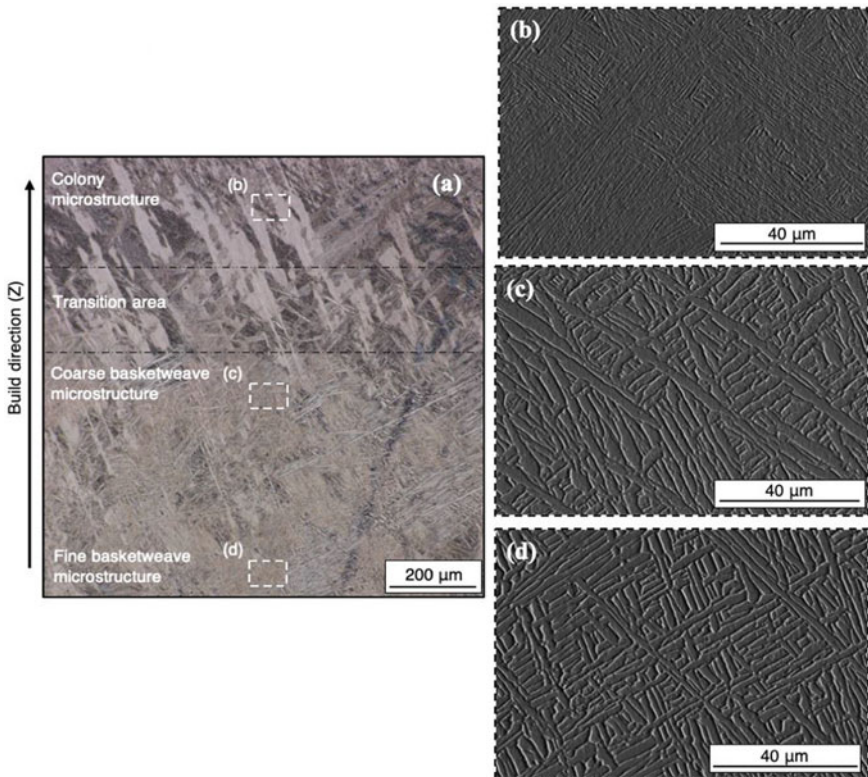 Build direction (Z)
Colony
microstructure
(b)
(a)
Transition area
Coarse basketweave
microstructure
(c)
Fine basketweave
microstructure
(d)
200 µm
(b)
40 µm
(c)
40 µm
(d)
40 µm